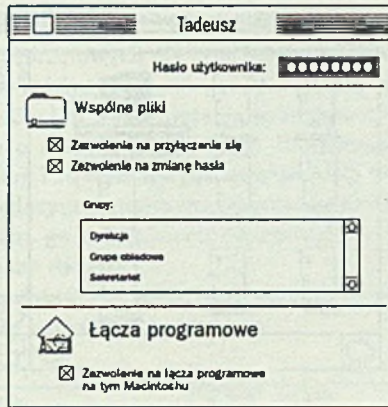 Tadeusz
Hasło użytkownika:
Wspólne pliki
Zezwolenie na przyłączenie się
Zezwolenie na zmianę hasła
Grupy:
Dyrekcja
Grupa obiadowa
Sekretariat
Łącza programowe
Zezwolenie na łącza programowe
na tym Macintoshu